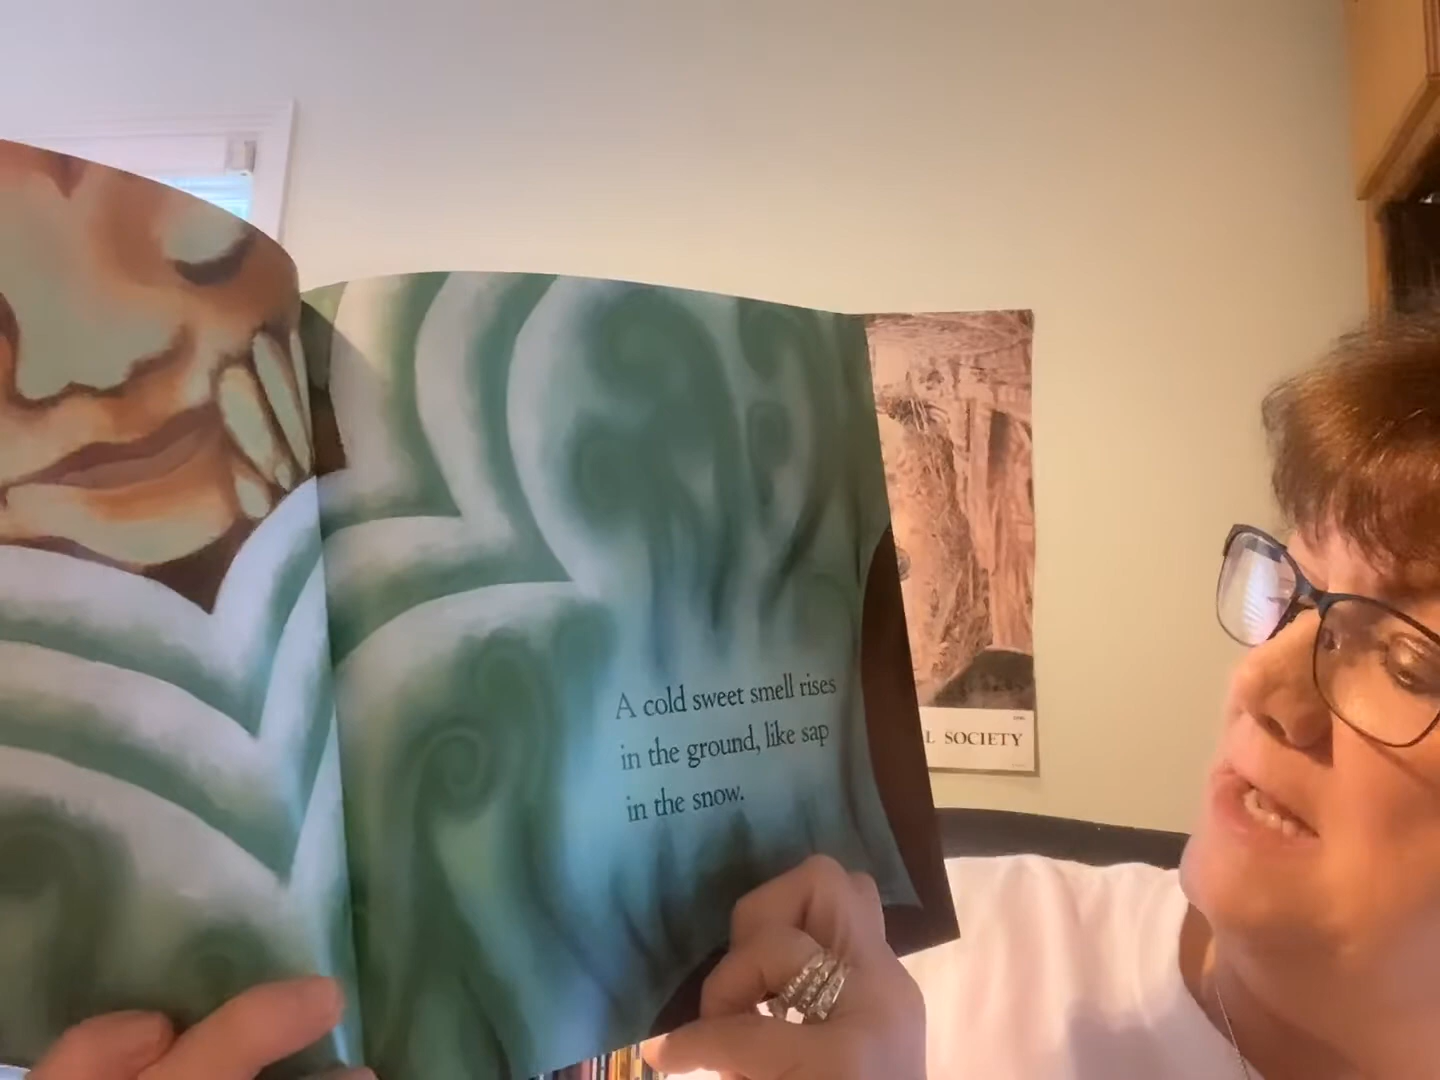 A cold sweet smell rises
in the ground, like sap
in the snow.
L SOCIETY